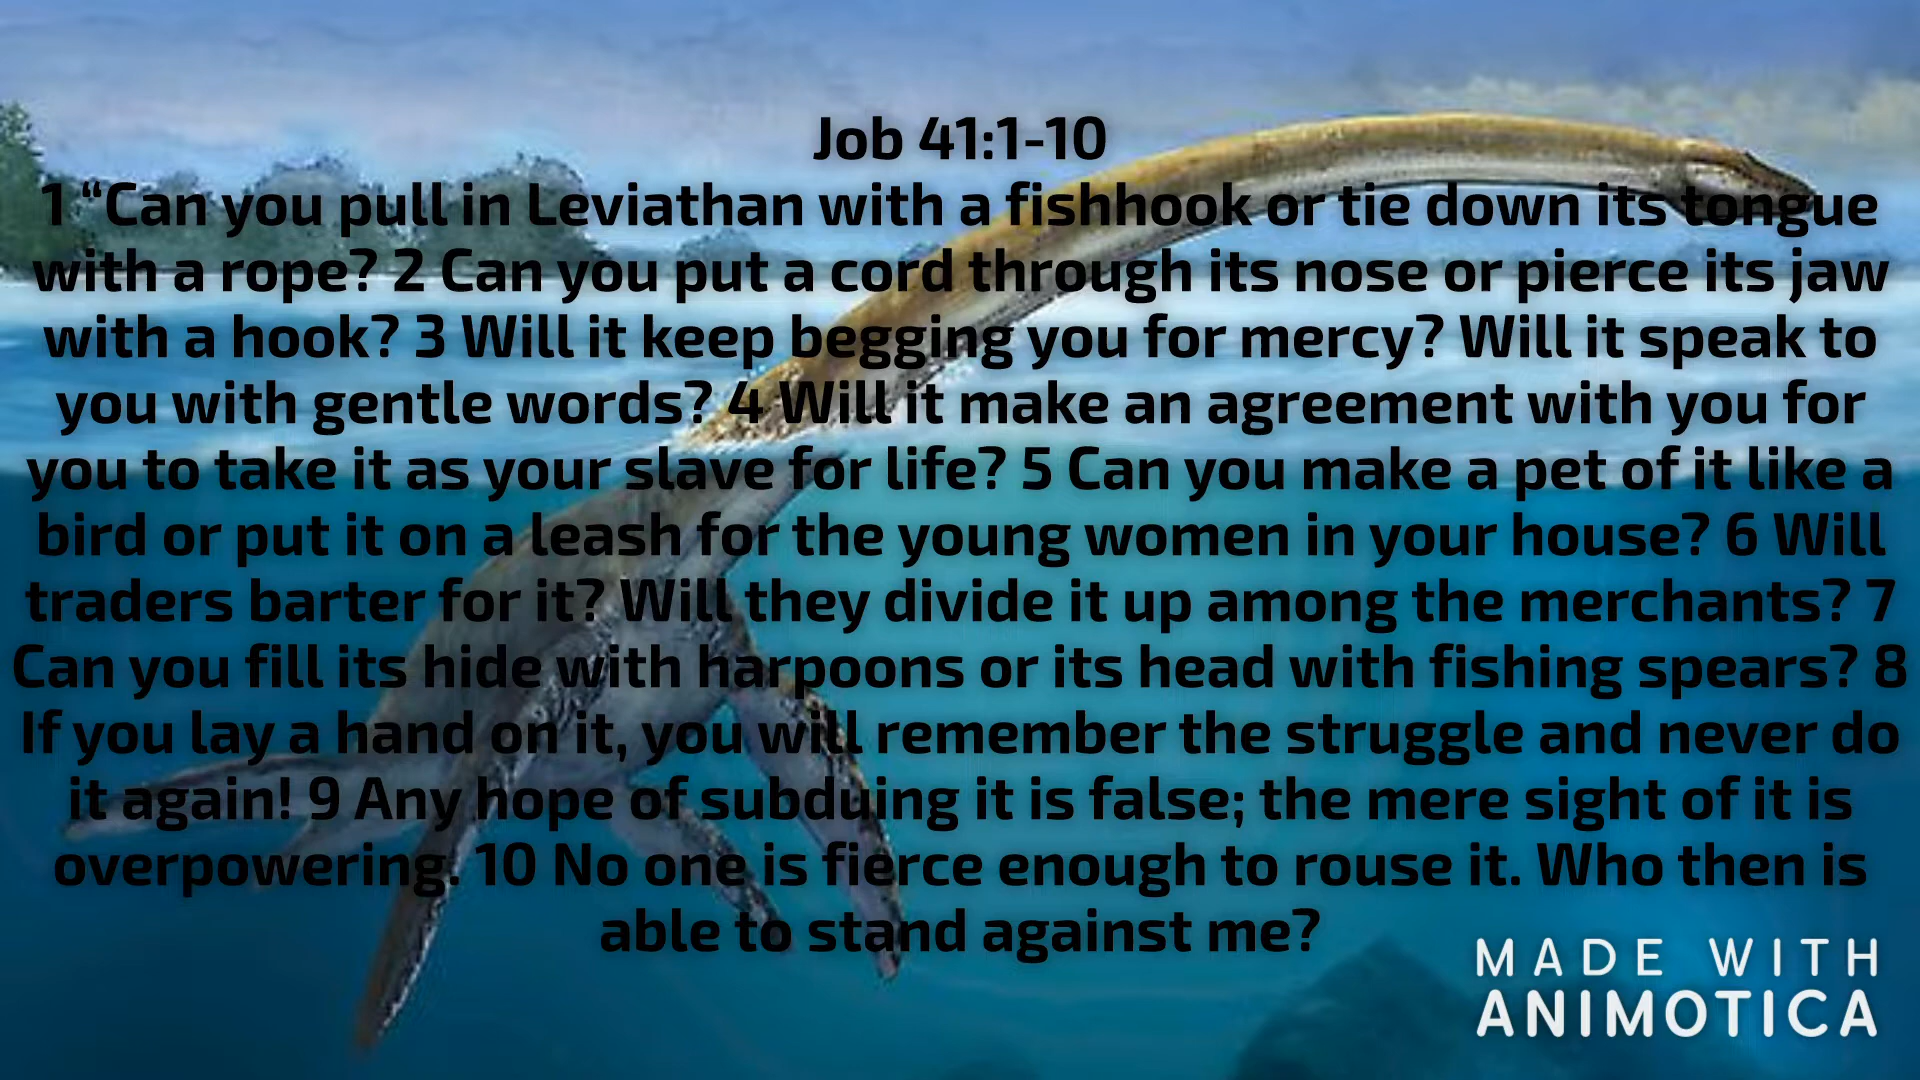 Job 41:1-10
1 “Can you pull in Leviathan with a fishhook or tie down its tongue
with a rope? 2 Can you put a cord through its nose or pierce its jaw
with a hook? 3 Will it keep begging you for mercy? Will it speak to
you with gentle words? 4 Will it make an agreement with you for
you to take it as your slave for life? 5 Can you make a pet of it like a
bird or put it on a leash for the young women in your house? 6 Will
traders barter for it? Will they divide it up among the merchants? 7
Can you fill its hide with harpoons or its head with fishing spears? 8
If you lay a hand on it, you will remember the struggle and never do
it again! 9 Any hope of subduing it is false; the mere sight of it is
overpowering. 10 No one is fierce enough to rouse it. Who then is
able to stand against me?
MADE WITH
ANIMOTICA